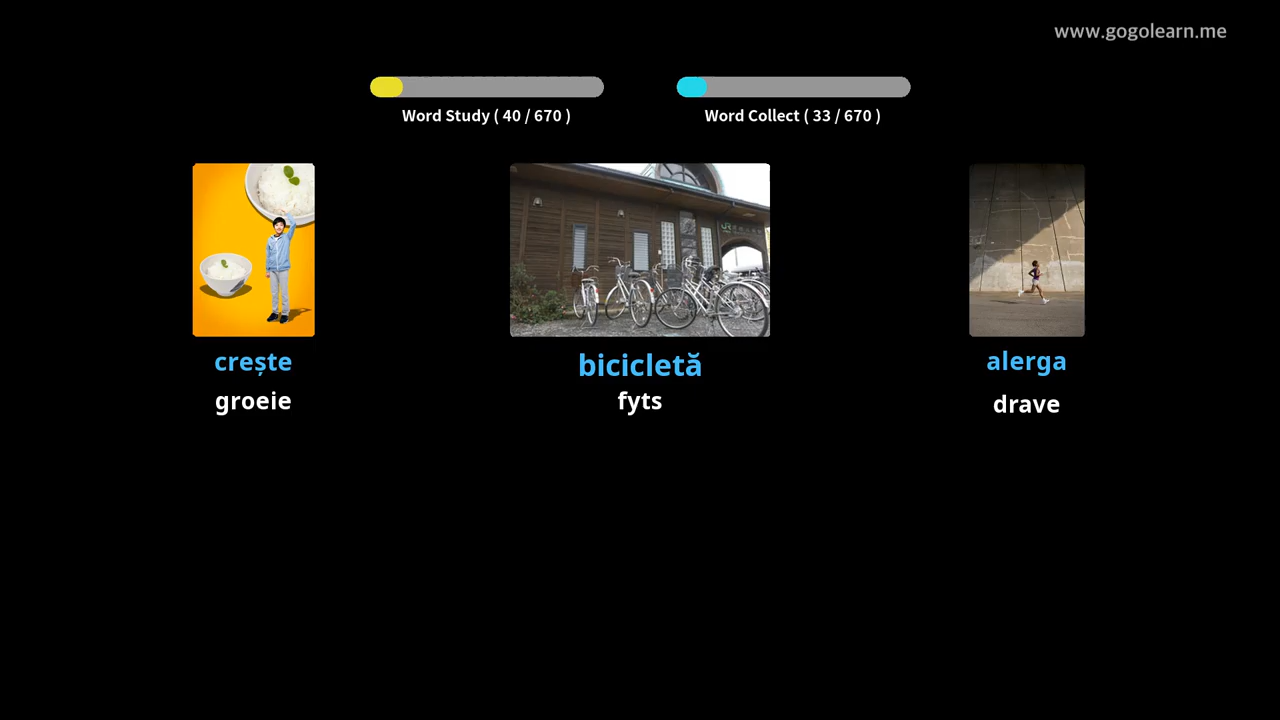 www.gogolearn.me
Word Study ( 40 / 670 )
Word Collect ( 33 / 670 )
crește
bicicletă
alerga
groeie
fyts
drave